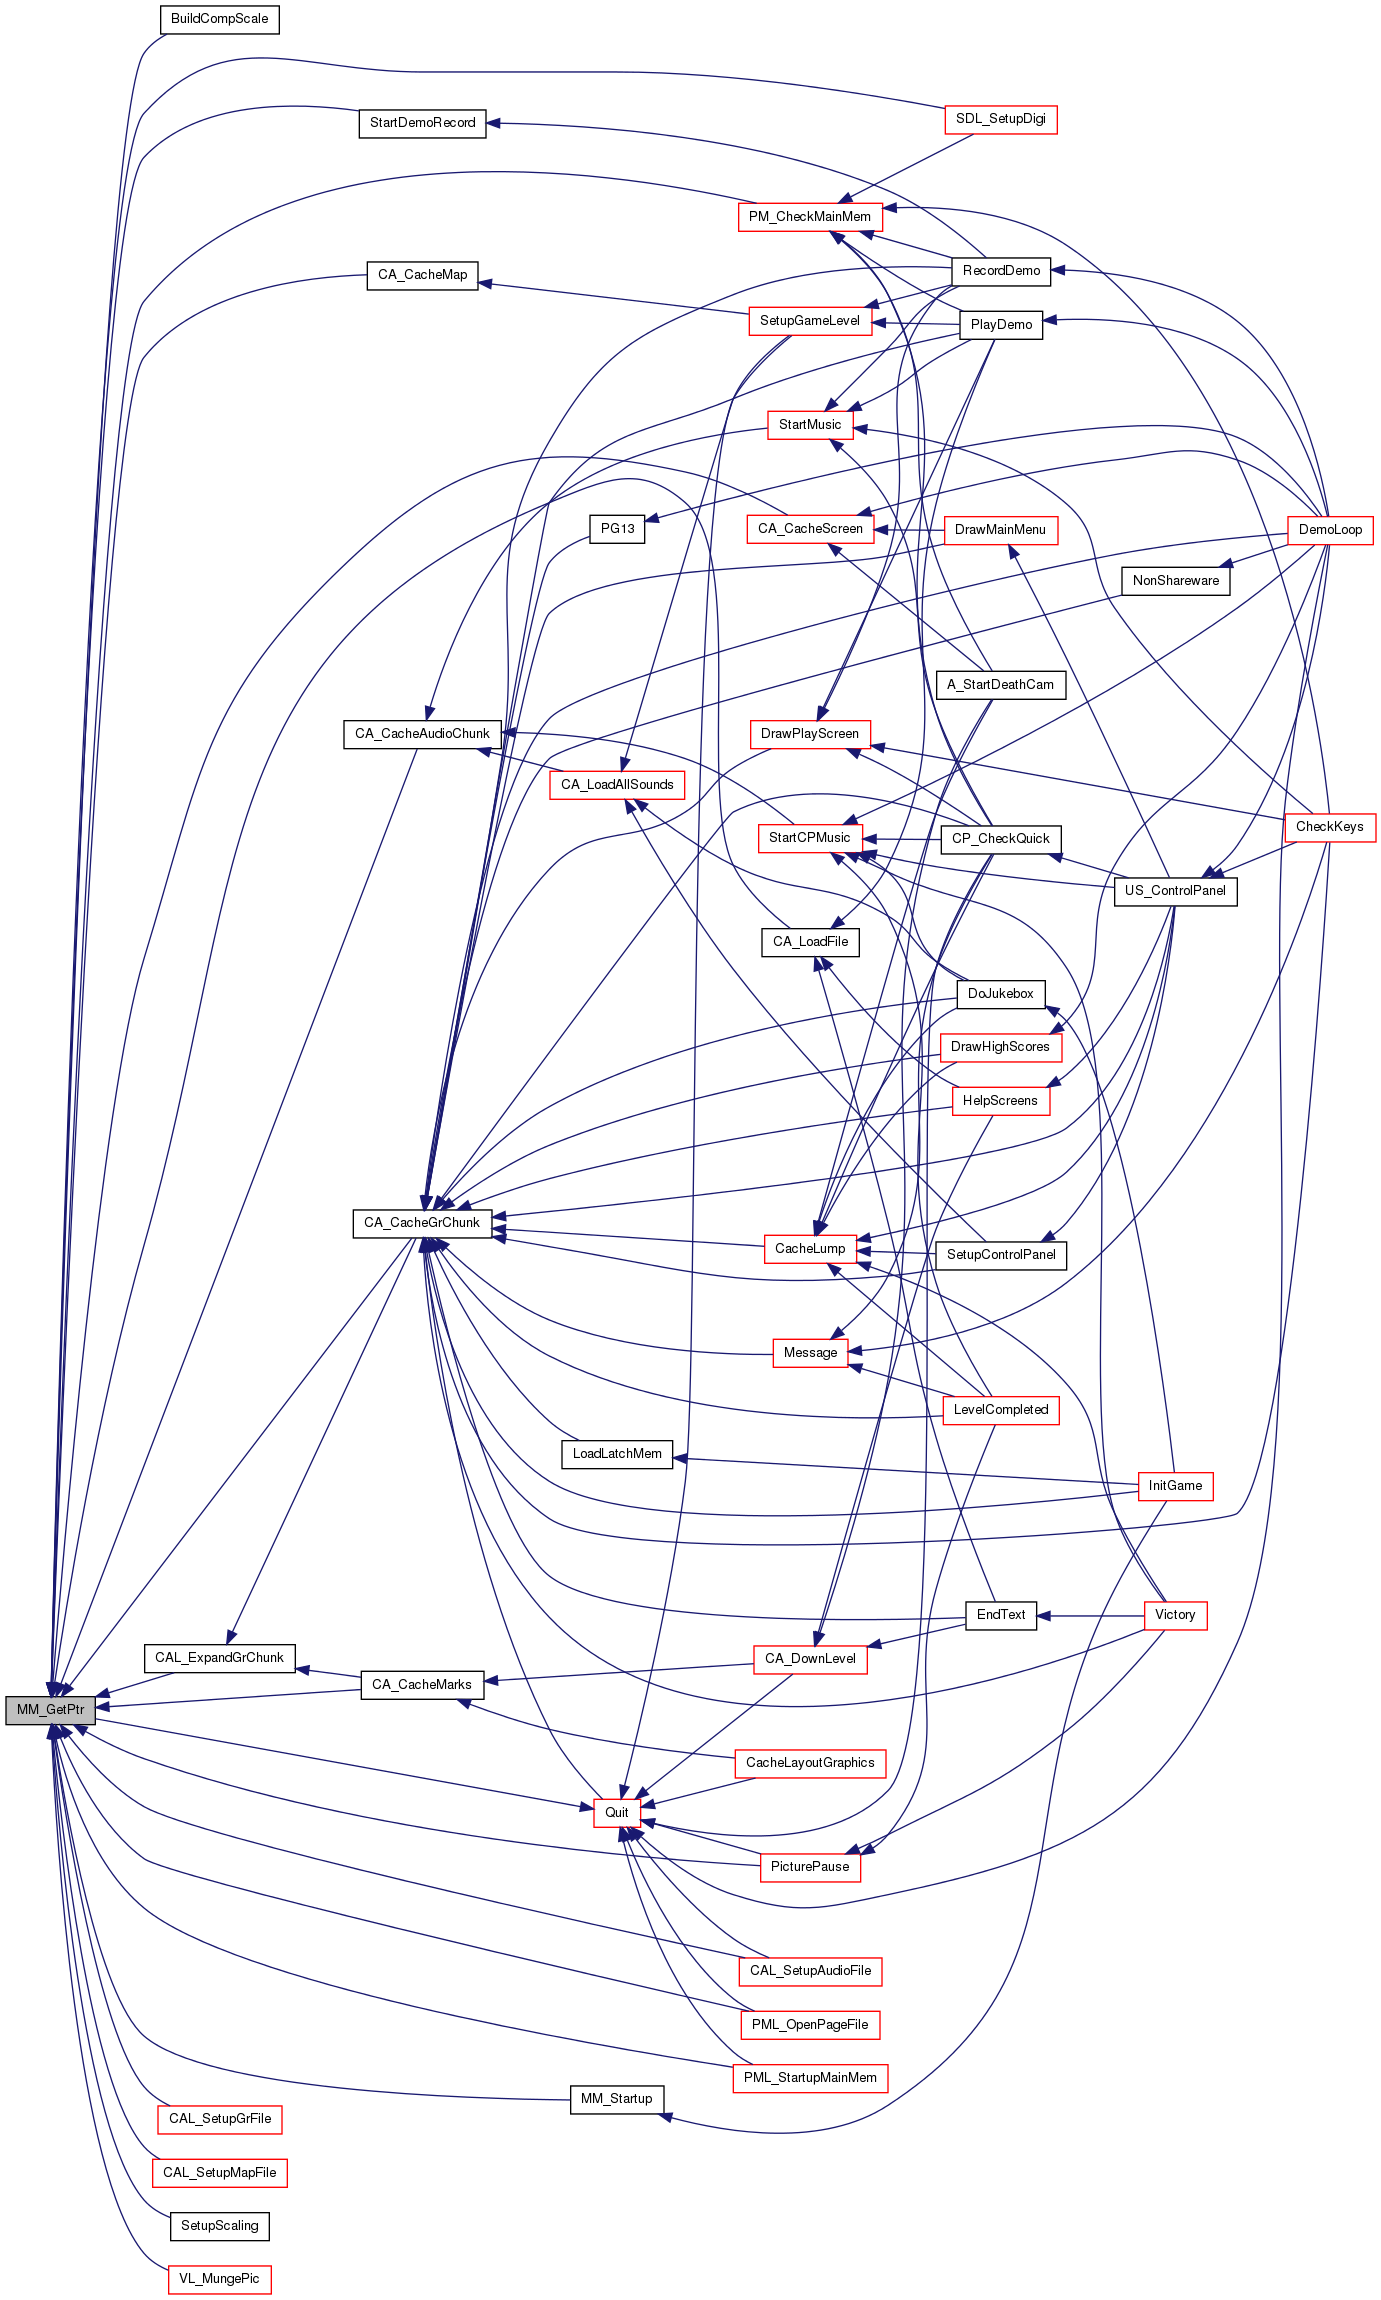 BuildCompScale
SDL_SetupDigi
StartDemoRecord
PM_CheckMainMem
RecordDemo
CA_CacheMap
SetupGameLevel
PlayDemo
StartMusic
PG13
CA_CacheScreen
DrawMainMenu
DemoLoop
NonShareware
A_StartDeathCam
CA_CacheAudioChunk
DrawPlayScreen
CA_LoadAllSounds
CheckKeys
StartCPMusic
CP_CheckQuick
US_ControlPanel
CA_LoadFile
DoJukebox
DrawHighScores
HelpScreens
CA_CacheGrChunk
CacheLump
SetupControlPanel
Message
LevelCompleted
LoadLatchMem
InitGame
EndText
Victory
CAL_ExpandGrChunk
CA_DownLevel
CA_CacheMarks
MM_GetPtr
CacheLayoutGraphics
Quit
PicturePause
CAL_SetupAudioFile
PML_OpenPageFile
PML_StartupMainMem
MM_Startup
CAL_SetupGrFile
CAL_SetupMapFile
SetupScaling
VL_MungePic